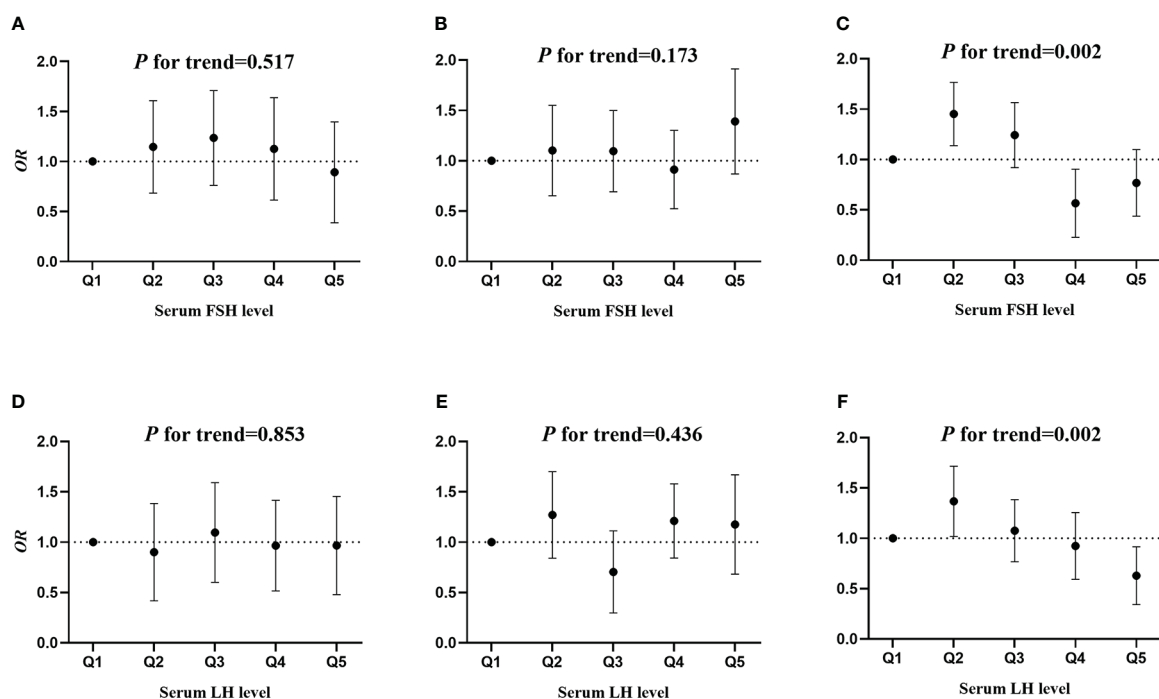 A
P for trend=0.517
2.0
1.5
1.0
0.5
0.0
OR
Q1 Q2 Q3 Q4 Q5
Serum FSH level
B
P for trend=0.173
2.0
1.5
1.0
0.5
0.0
Q1 Q2 Q3 Q4 Q5
Serum FSH level
C
P for trend=0.002
2.0
1.5
1.0
0.5
0.0
Q1 Q2 Q3 Q4 Q5
Serum FSH level
D
P for trend=0.853
2.0
1.5
1.0
0.5
0.0
OR
Q1 Q2 Q3 Q4 Q5
Serum LH level
E
P for trend=0.436
2.0
1.5
1.0
0.5
0.0
Q1 Q2 Q3 Q4 Q5
Serum LH level
F
P for trend=0.002
2.0
1.5
1.0
0.5
0.0
Q1 Q2 Q3 Q4 Q5
Serum LH level